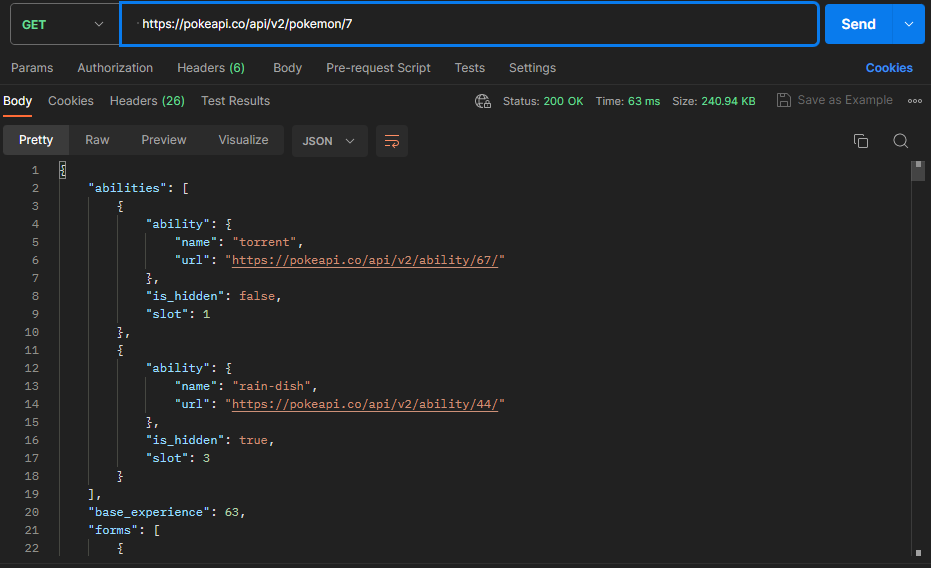 GET https://pokeapi.co/api/v2/pokemon/7 Send
Params Authorization Headers (6) Body Pre-request Script Tests Settings Cookies
Body Cookies Headers (26) Test Results Status: 200 OK Time: 63 ms Size: 240.94 KB Save as Example
Pretty Raw Preview Visualize JSON
1 {
2 "abilities": [
3 {
4 "ability": {
5 "name": "torrent",
6 "url": "https://pokeapi.co/api/v2/ability/67/"
7 },
8 "is_hidden": false,
9 "slot": 1
10 },
11 {
12 "ability": {
13 "name": "rain-dish",
14 "url": "https://pokeapi.co/api/v2/ability/44/"
15 },
16 "is_hidden": true,
17 "slot": 3
18 }
19 ],
20 "base_experience": 63,
21 "forms": [
22 {